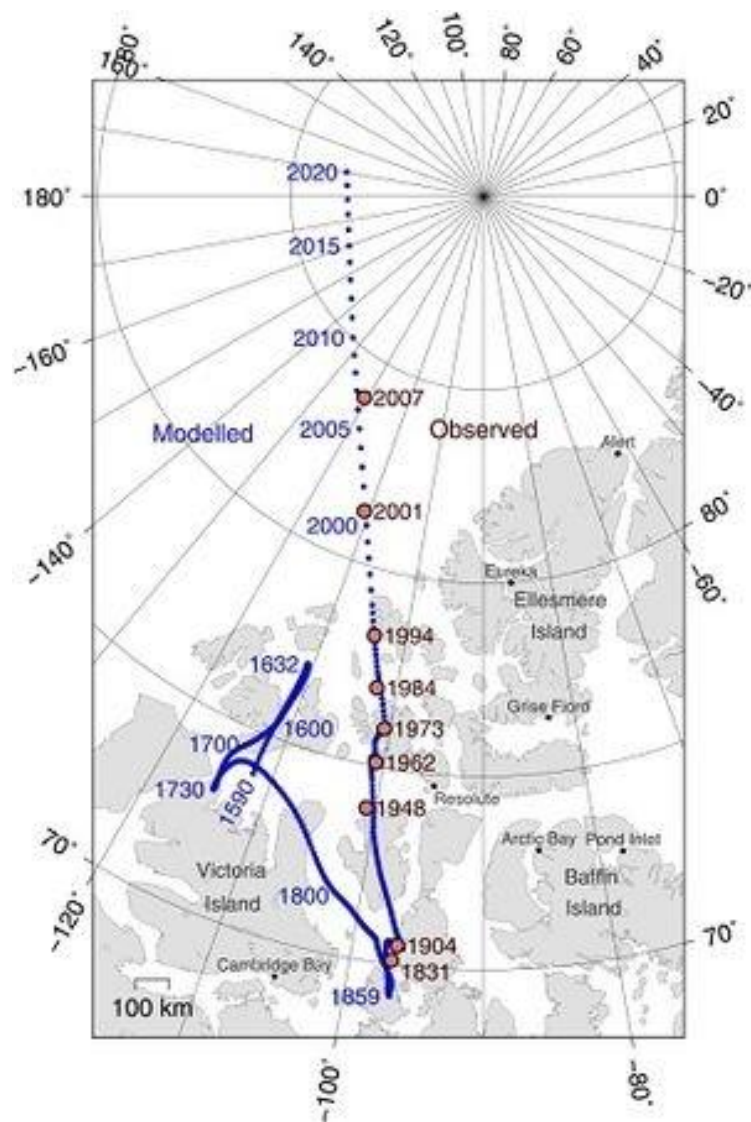 180˚
160˚
140˚
120˚
100˚
80˚
60˚
40˚
20˚
0˚
−20˚
−40˚
80˚
−60˚
70˚
−80˚
−100˚
−120˚
70˚
−140˚
−160˚
180˚
2020
2015
2010
2007
Modelled
2005
Observed
Alert
2001
2000
Eureka
Ellesmere
Island
1994
1632
1984
Grise Fiord
1600
1973
1700
1962
1730
1590
Resolute
1948
Arctic Bay
Pond Inlet
Victoria
Island
Baffin
Island
1800
1904
Cambridge Bay
1831
1859
100 km